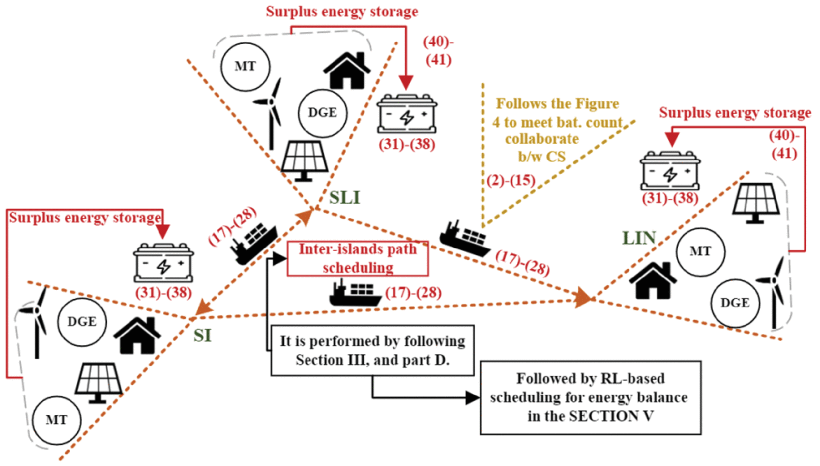 Surplus energy storage
(40)-
(41)
MT
DGE
(31)-(38)
SLI
Follows the Figure
4 to meet bat. count
collaborate
b/w CS
(2)-(15)
Surplus energy storage
(40)-
(41)
(31)-(38)
LIN
MT
DGE
Surplus energy storage
(31)-(38)
DGE
MT
SI
(17)-(28)
(17)-(28)
Inter-islands path
scheduling
(17)-(28)
It is performed by following
Section III, and part D.
Followed by RL-based
scheduling for energy balance
in the SECTION V